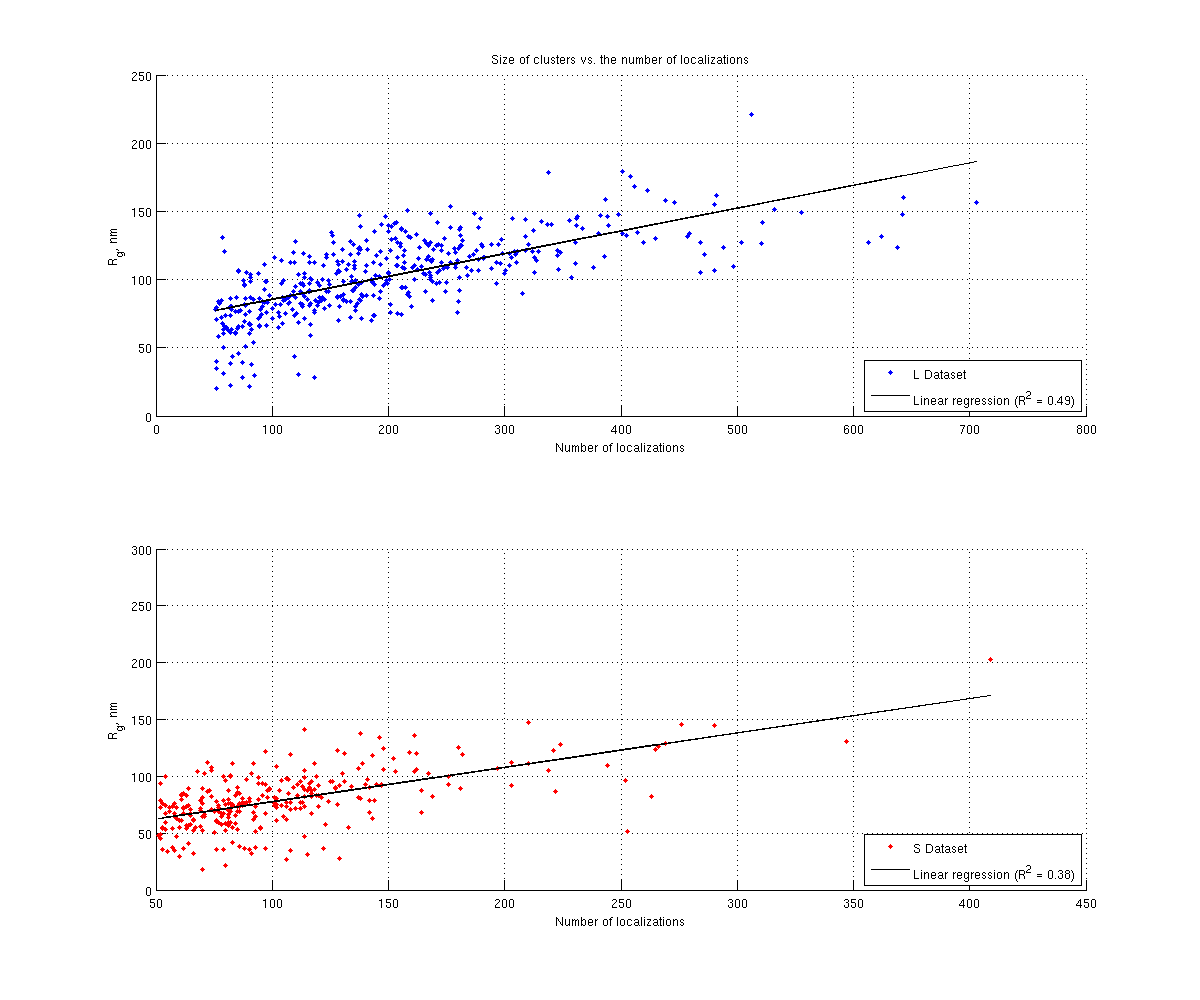 Size of clusters vs. the number of localizations
250
200
150
100
50
0
R_g, nm
0 100 200 300 400 500 600 700 800
Number of localizations
L Dataset
Linear regression (R^2 = 0.49)
300
250
200
150
100
50
0
R_g, nm
50 100 150 200 250 300 350 400 450
Number of localizations
S Dataset
Linear regression (R^2 = 0.38)